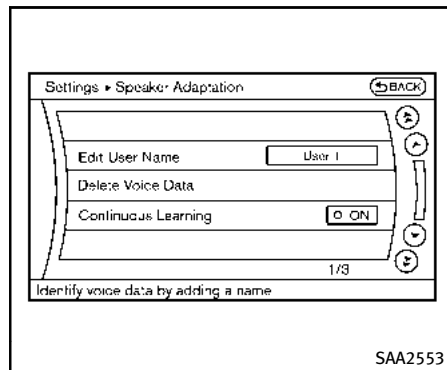 Settings ▸ Speaker Adaptation
BACK
Edit User Name User 1
Delete Voice Data
Continuous Learning ON
1/3
Identify voice data by adding a name
SAA2553